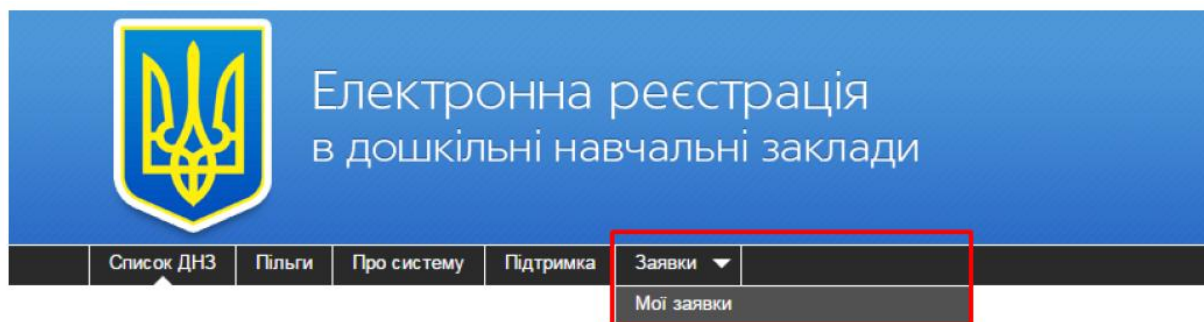 Електронна реєстрація
в дошкільні навчальні заклади
Список ДНЗ Пільги Про систему Підтримка Заявки
Мої заявки